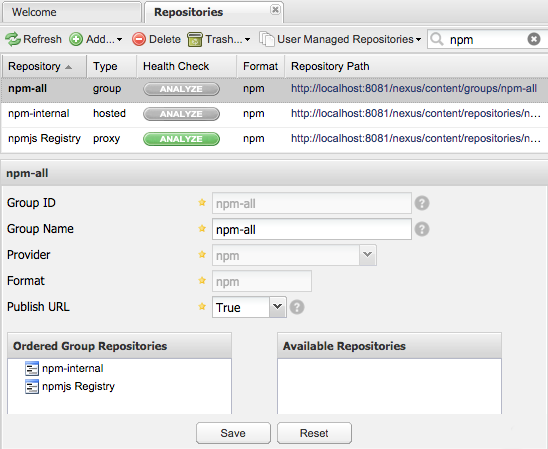 Welcome Repositories
Refresh Add... Delete Trash... User Managed Repositories npm
Repository Type Health Check Format Repository Path
npm-all group ANALYZE npm http://localhost:8081/nexus/content/groups/npm-all
npm-internal hosted ANALYZE npm http://localhost:8081/nexus/content/repositories/n...
npmjs Registry proxy ANALYZE npm http://localhost:8081/nexus/content/repositories/n...
npm-all
Group ID npm-all ?
Group Name npm-all ?
Provider npm
Format npm
Publish URL True ?
Ordered Group Repositories Available Repositories
npm-internal
npmjs Registry
Save Reset